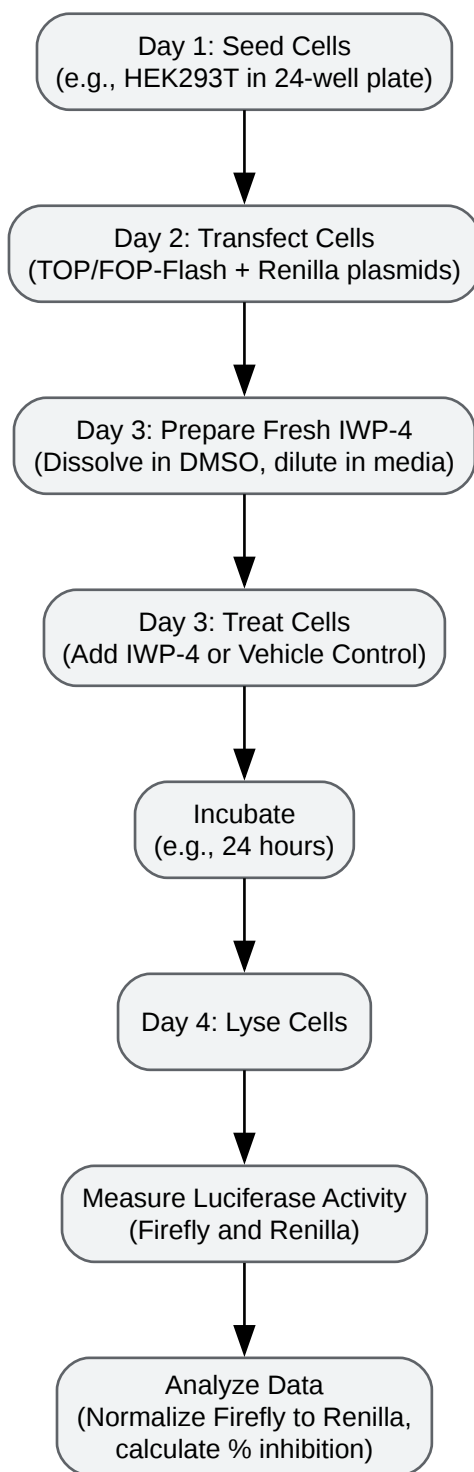 Day 1: Seed Cells
(e.g., HEK293T in 24-well plate)
Day 2: Transfect Cells
(TOP/FOP-Flash + Renilla plasmids)
Day 3: Prepare Fresh IWP-4
(Dissolve in DMSO, dilute in media)
Day 3: Treat Cells
(Add IWP-4 or Vehicle Control)
Incubate
(e.g., 24 hours)
Day 4: Lyse Cells
Measure Luciferase Activity
(Firefly and Renilla)
Analyze Data
(Normalize Firefly to Renilla,
calculate % inhibition)